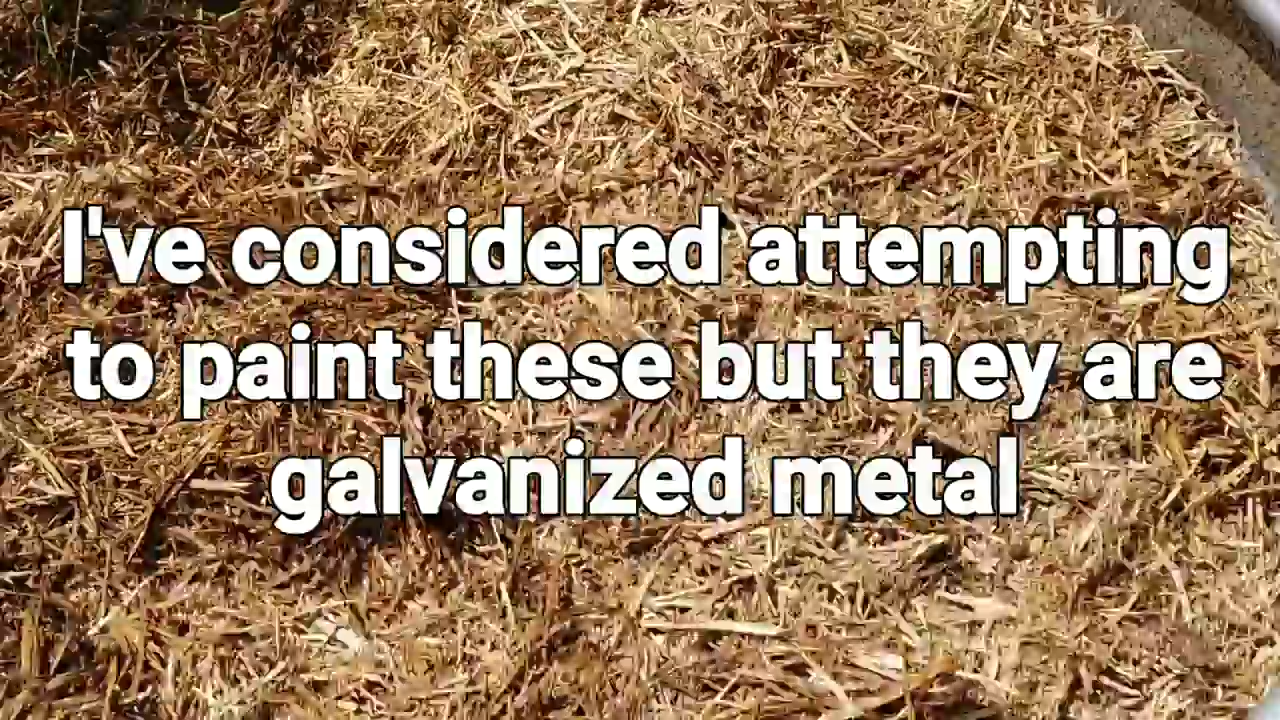 I've considered attempting
to paint these but they are
galvanized metal